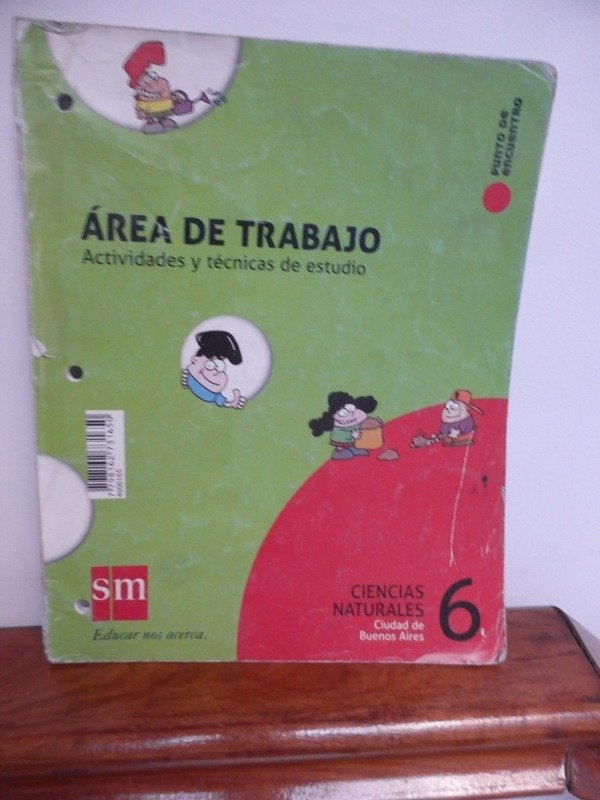 PUNTO DE
ENCUENTRO
ÁREA DE TRABAJO
Actividades y técnicas de estudio
4000165
sm
Educar nos acerca.
CIENCIAS
NATURALES
Ciudad de
Buenos Aires
6